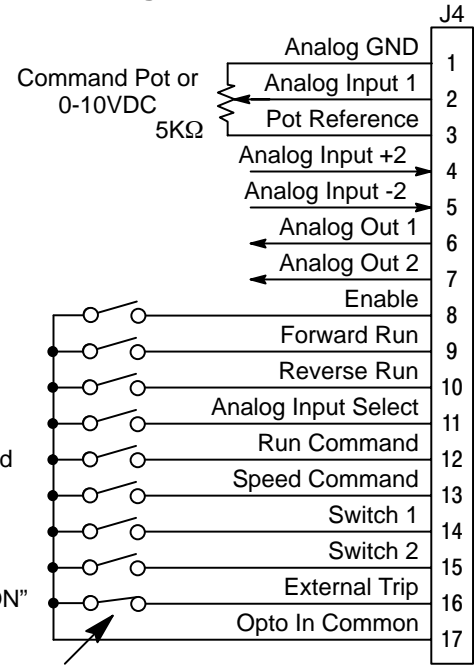 J4
Analog GND 1
Command Pot or
0-10VDC
5KΩ
Analog Input 1 2
Pot Reference 3
Analog Input +2 4
Analog Input -2 5
Analog Out 1 6
Analog Out 2 7
Enable 8
Forward Run 9
Reverse Run 10
Analog Input Select 11
Run Command 12
d
Speed Command 13
Switch 1 14
Switch 2 15
N"
External Trip 16
Opto In Common 17